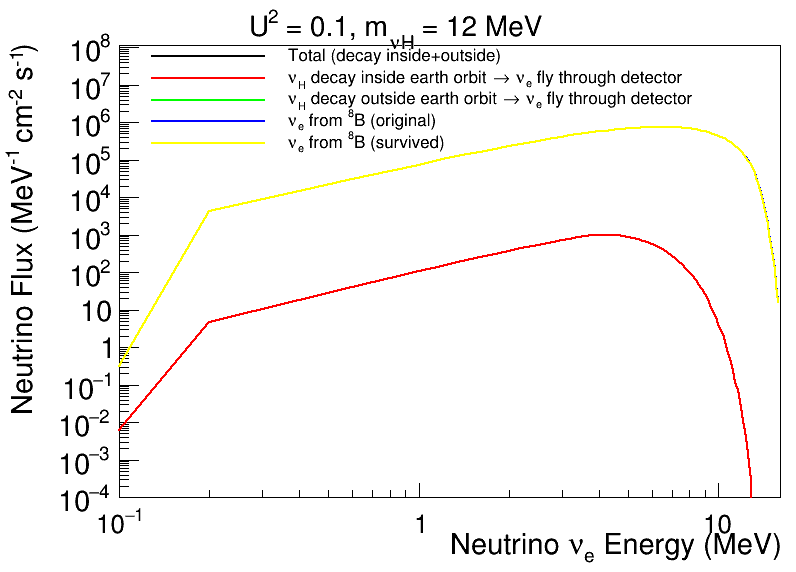 U² = 0.1, m_νH = 12 MeV
Total (decay inside+outside)
ν_H decay inside earth orbit → ν_e fly through detector
ν_H decay outside earth orbit → ν_e fly through detector
ν_e from ⁸B (original)
ν_e from ⁸B (survived)
Neutrino Flux (MeV⁻¹ cm⁻² s⁻¹)
10⁸
10⁷
10⁶
10⁵
10⁴
10³
10²
10
1
10⁻¹
10⁻²
10⁻³
10⁻⁴
10⁻¹ 1 10
Neutrino ν_e Energy (MeV)